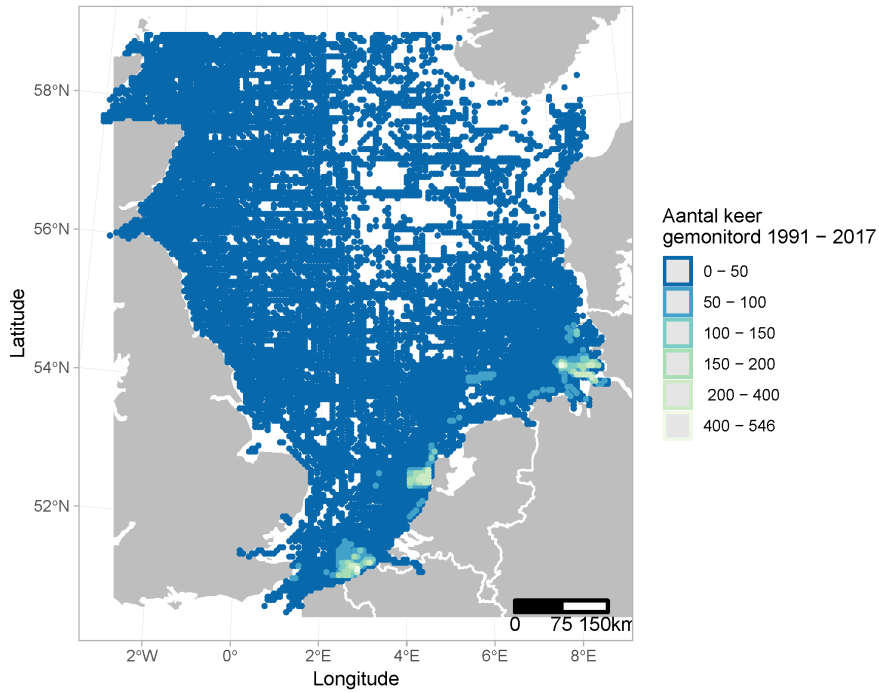 58°N
56°N
54°N
52°N
Latitude
2°W 0° 2°E 4°E 6°E 8°E
Longitude
0 75 150km
Aantal keer
gemonitord 1991 − 2017
0 − 50
50 − 100
100 − 150
150 − 200
200 − 400
400 − 546